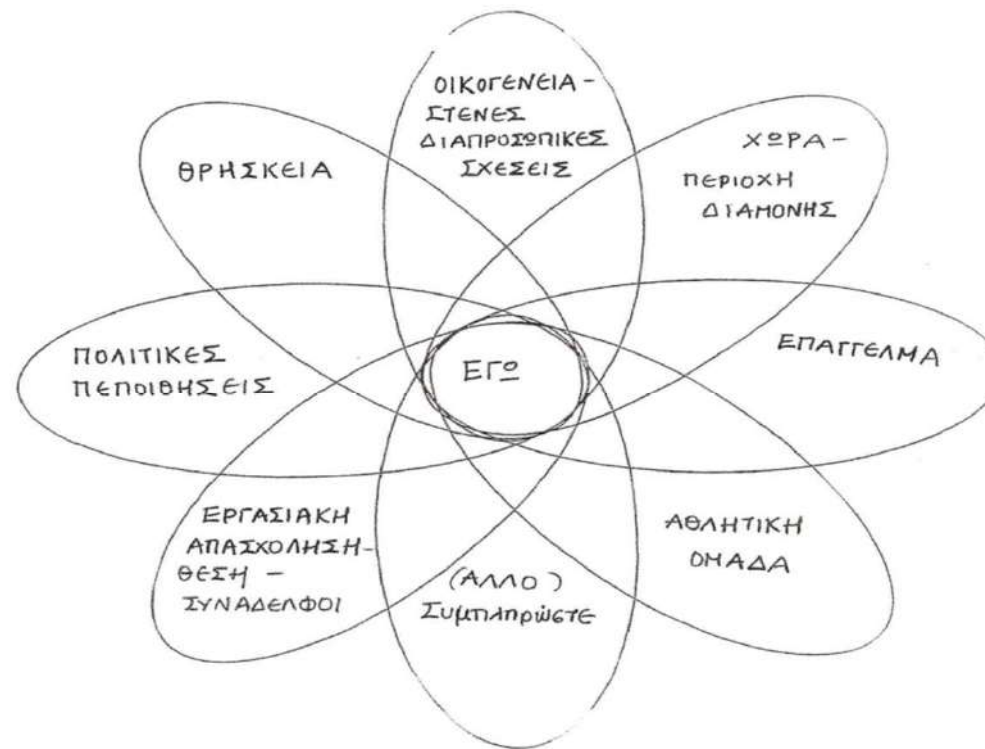 ΟΙΚΟΓΕΝΕΙΑ -
ΣΤΕΝΕΣ
ΔΙΑΠΡΟΣΩΠΙΚΕΣ
ΣΧΕΣΕΙΣ
ΧΩΡΑ -
ΠΕΡΙΟΧΗ
ΔΙΑΜΟΝΗΣ
ΕΠΑΓΓΕΛΜΑ
ΑΘΛΗΤΙΚΗ
ΟΜΑΔΑ
(ΑΛΛΟ)
Συμπληρώστε
ΕΡΓΑΣΙΑΚΗ
ΑΠΑΣΧΟΛΗΣΗ-
ΘΕΣΗ -
ΣΥΝΑΔΕΛΦΟΙ
ΠΟΛΙΤΙΚΕΣ
ΠΕΠΟΙΘΗΣΕΙΣ
ΘΡΗΣΚΕΙΑ
ΕΓΩ